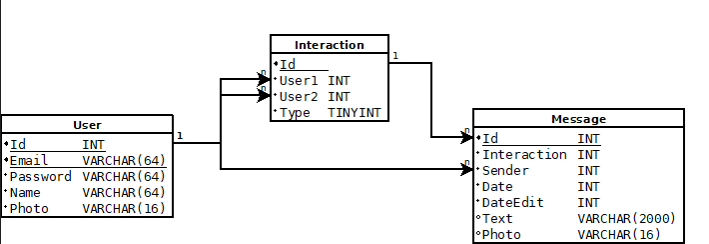 Interaction
Id
User1 INT
User2 INT
Type TINYINT
1
n
n
User
Id INT
Email VARCHAR(64)
Password VARCHAR(64)
Name VARCHAR(64)
Photo VARCHAR(16)
1
Message
Id INT
Interaction INT
Sender INT
Date INT
DateEdit INT
Text VARCHAR(2000)
Photo VARCHAR(16)
n
n